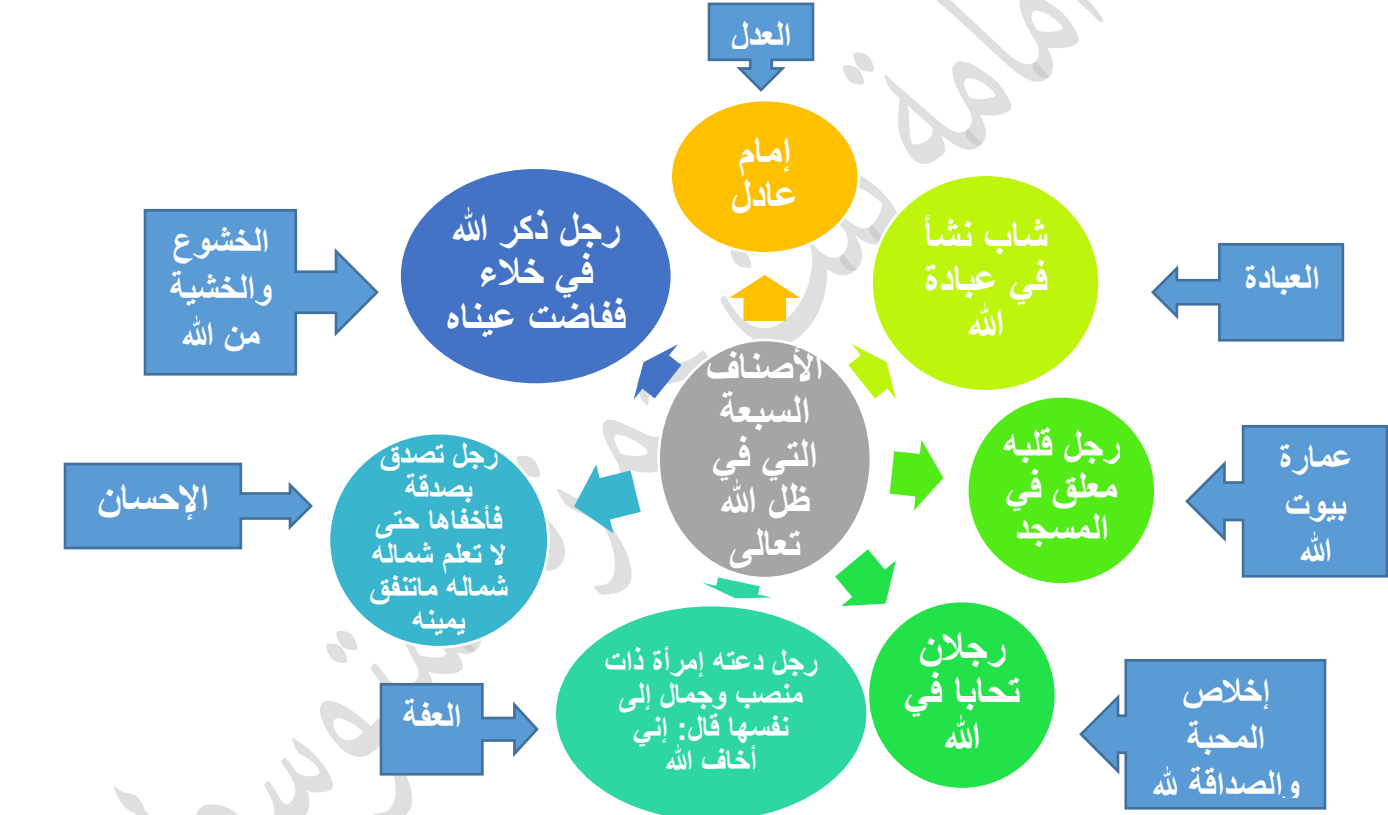 العدل
إمام
عادل
شاب نشأ
في عبادة
الله
العبادة
رجل قلبه
معلق في
المسجد
عمارة
بيوت
الله
رجلان
تحابا في
الله
إخلاص
المحبة
والصداقة لله
رجل دعته إمرأة ذات
منصب وجمال إلى
نفسها قال: إني
أخاف الله
العفة
رجل تصدق
بصدقة
فأخفاها حتى
لا تعلم شماله
شماله ماتنفق
يمينه
الإحسان
رجل ذكر الله
في خلاء
ففاضت عيناه
الخشوع
والخشية
من الله
الأصناف
السبعة
التي في
ظل الله
تعالى